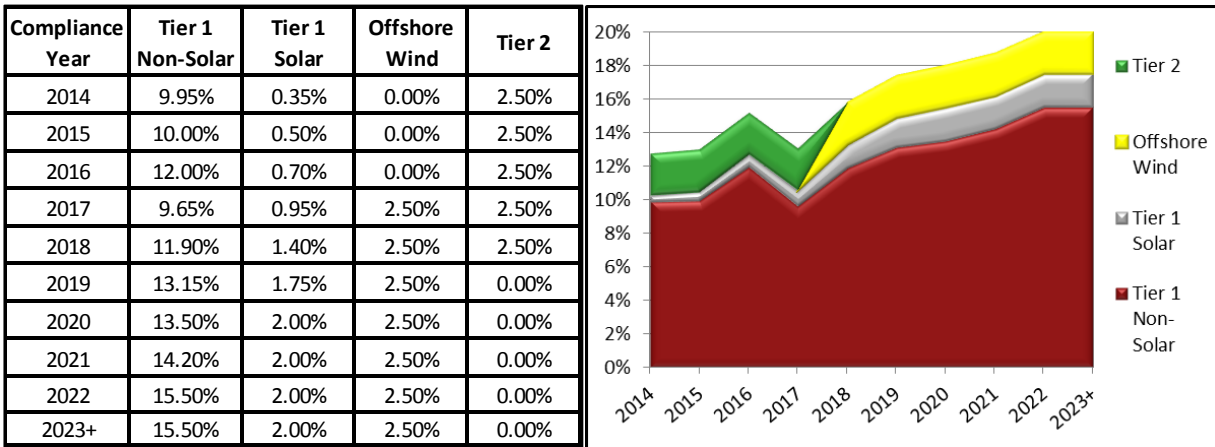 Compliance Year Tier 1 Non-Solar Tier 1 Solar Offshore Wind Tier 2
2014 9.95% 0.35% 0.00% 2.50%
2015 10.00% 0.50% 0.00% 2.50%
2016 12.00% 0.70% 0.00% 2.50%
2017 9.65% 0.95% 2.50% 2.50%
2018 11.90% 1.40% 2.50% 2.50%
2019 13.15% 1.75% 2.50% 0.00%
2020 13.50% 2.00% 2.50% 0.00%
2021 14.20% 2.00% 2.50% 0.00%
2022 15.50% 2.00% 2.50% 0.00%
2023+ 15.50% 2.00% 2.50% 0.00%
20%
18%
16%
14%
12%
10%
8%
6%
4%
2%
0%
2014 2015 2016 2017 2018 2019 2020 2021 2022 2023+
Tier 2
Offshore
Wind
Tier 1
Solar
Tier 1
Non-
Solar